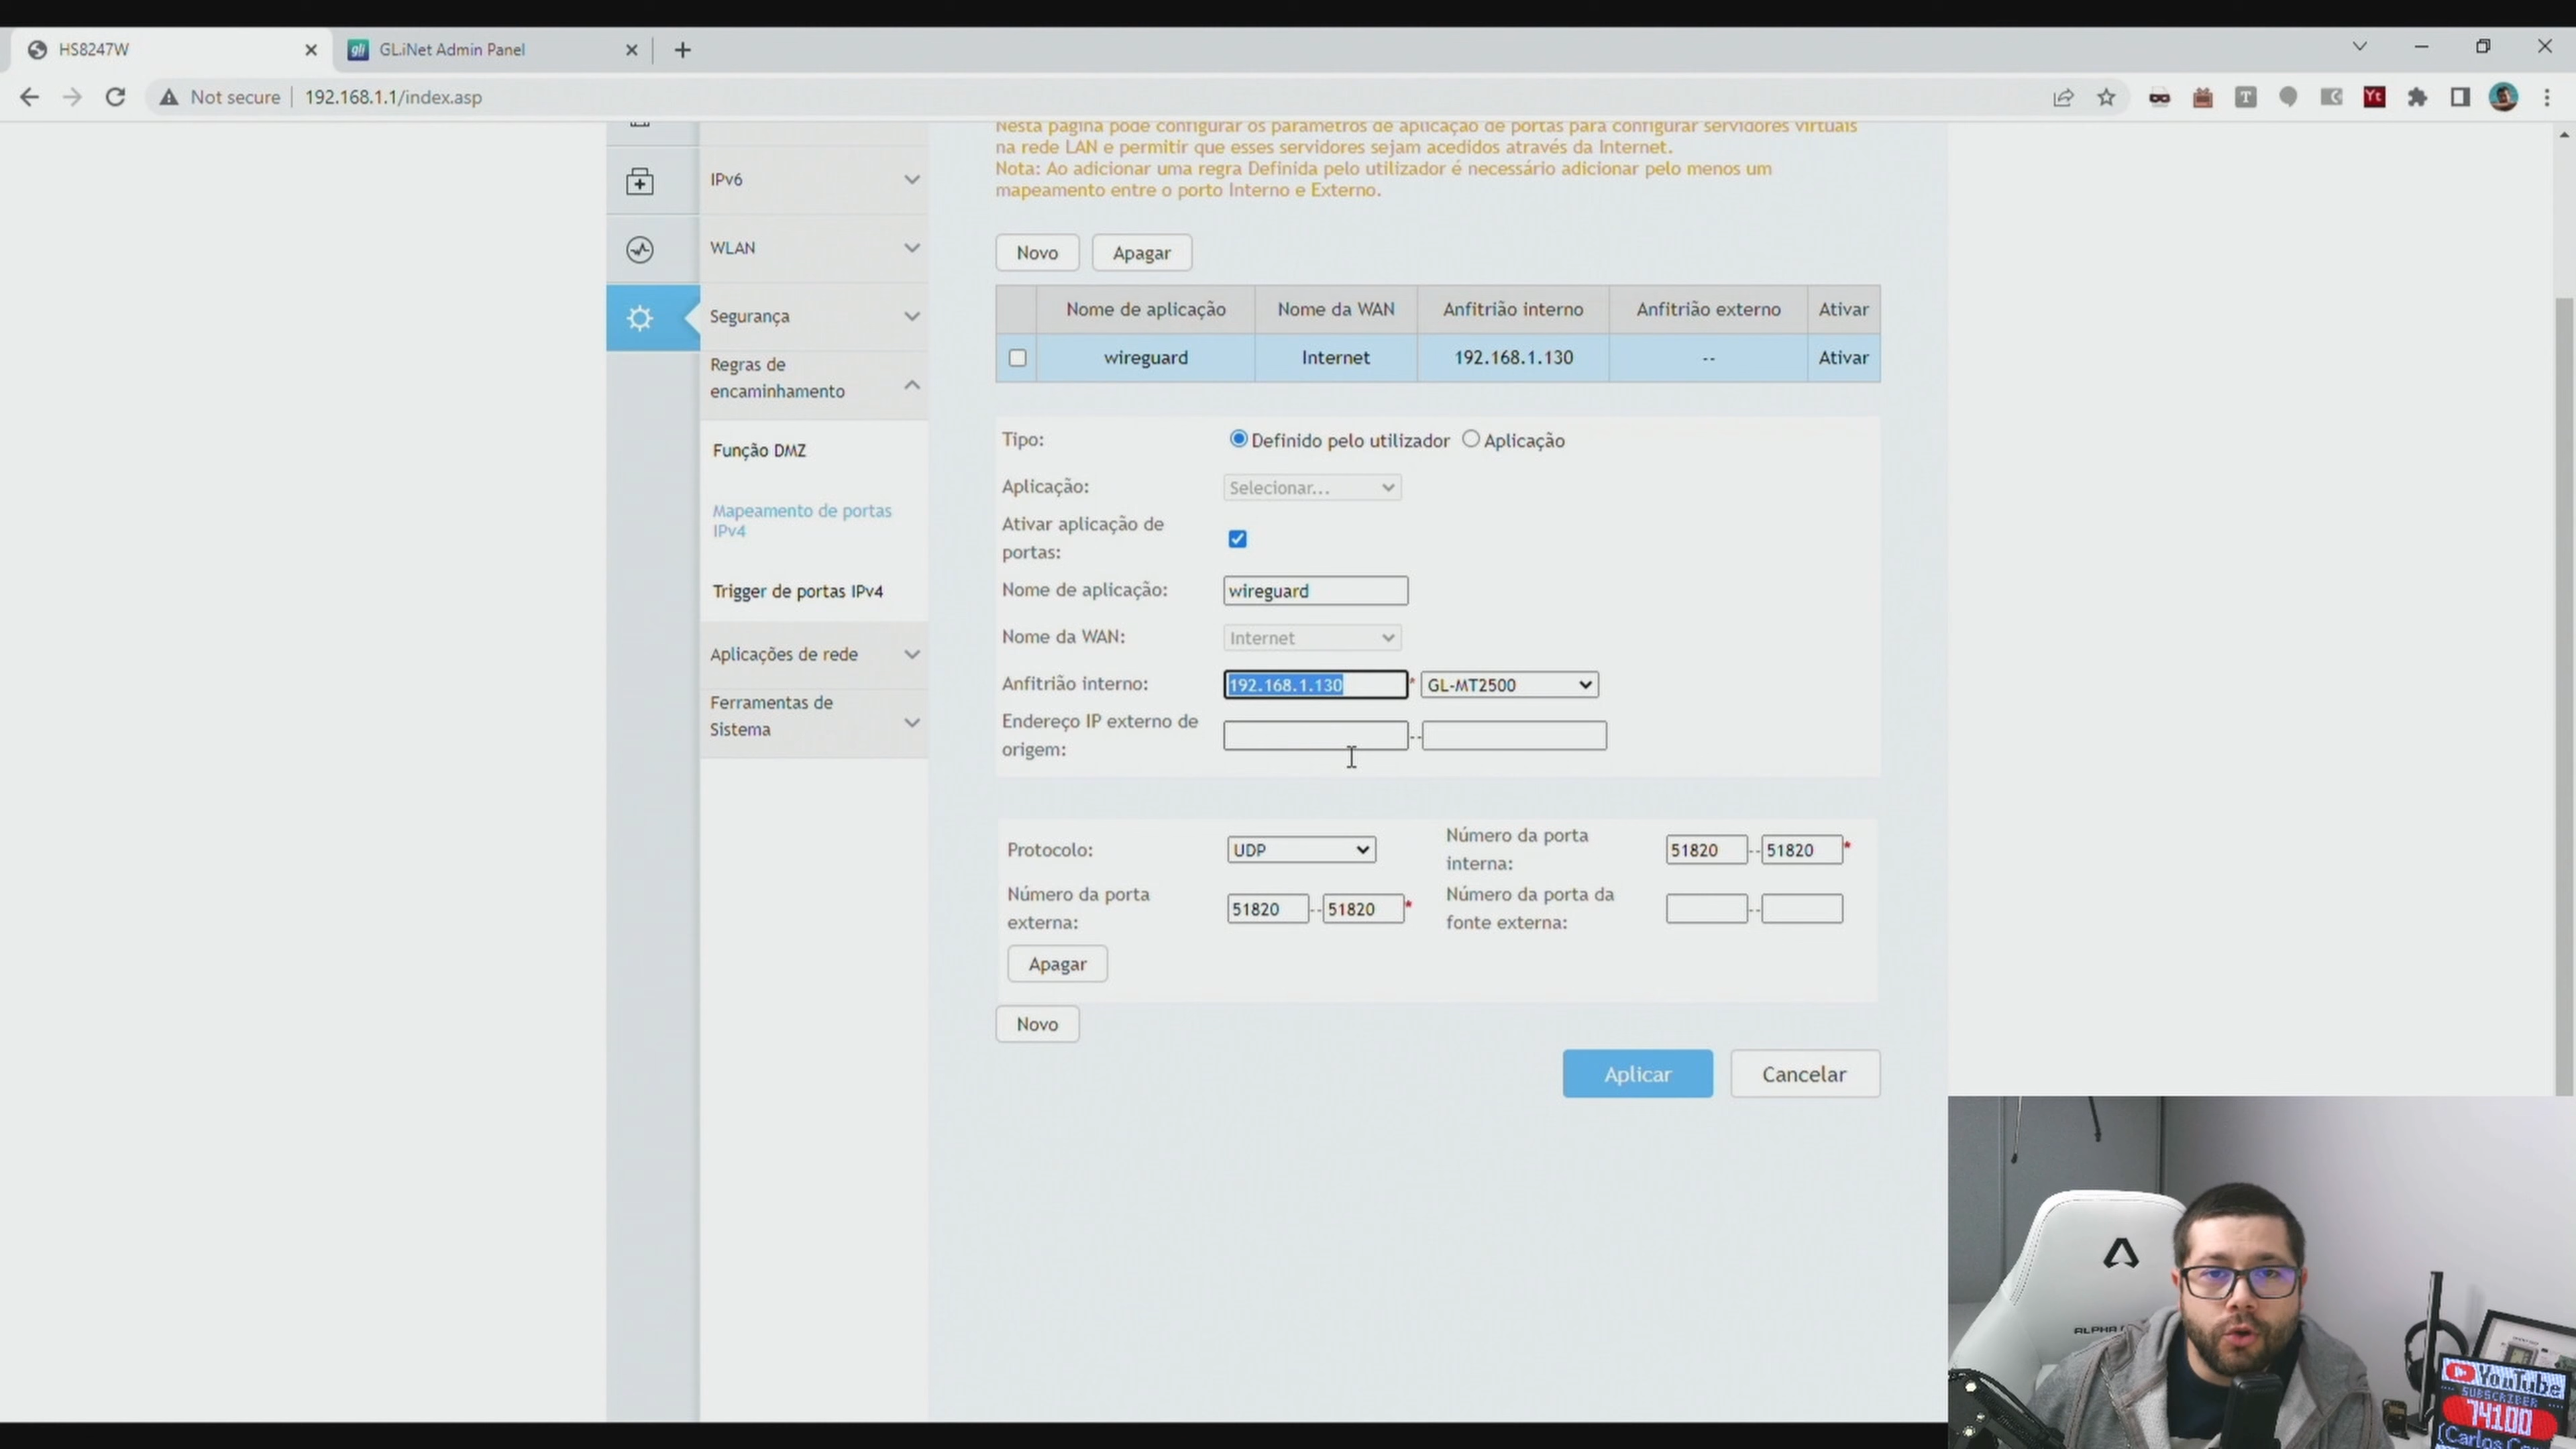 HS8247W
gli GL.iNet Admin Panel
Not secure 192.168.1.1/index.asp
T Yt
Nesta página pode configurar os parâmetros de aplicação de portas para configurar servidores virtuais
na rede LAN e permitir que esses servidores sejam acedidos através da Internet.
Nota: Ao adicionar uma regra Definida pelo utilizador é necessário adicionar pelo menos um
mapeamento entre o porto Interno e Externo.
IPv6
WLAN
Segurança
Regras de
encaminhamento
Função DMZ
Mapeamento de portas
IPv4
Trigger de portas IPv4
Aplicações de rede
Ferramentas de
Sistema
Novo Apagar
Nome de aplicação Nome da WAN Anfitrião interno Anfitrião externo Ativar
wireguard Internet 192.168.1.130 -- Ativar
Tipo: Definido pelo utilizador Aplicação
Aplicação: Selecionar...
Ativar aplicação de
portas:
Nome de aplicação: wireguard
Nome da WAN: Internet
Anfitrião interno: 192.168.1.130 * GL-MT2500
Endereço IP externo de
origem: --
Protocolo: UDP
Número da porta
interna: 51820 -- 51820 *
Número da porta
externa: 51820 -- 51820 *
Número da porta da
fonte externa: --
Apagar
Novo
Aplicar Cancelar
YouTube
SUBSCRIBER
74100